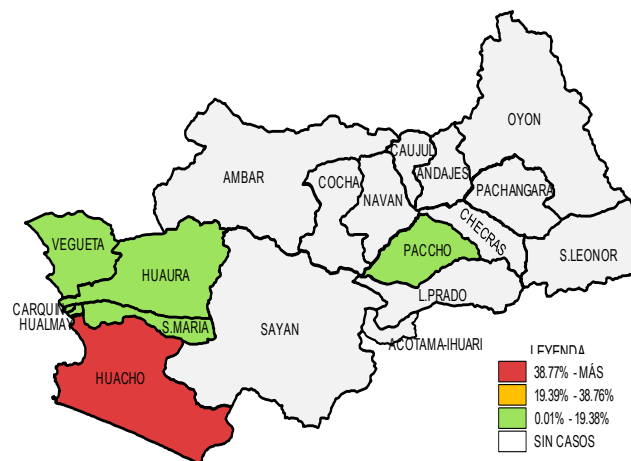 OYON
CAUJUL
ANDAJES
AMBAR
COCHA
NAVAN
PACHANGARA
CHECRAS
VEGUETA
PACCHO
S.LEONOR
HUAURA
L.PRADO
CARQUIN
HUALMAY
S.MARIA
SAYAN
ACOTAMA-IHUARI
HUACHO
LEYENDA
38.77% - MÁS
19.39% - 38.76%
0.01% - 19.38%
SIN CASOS